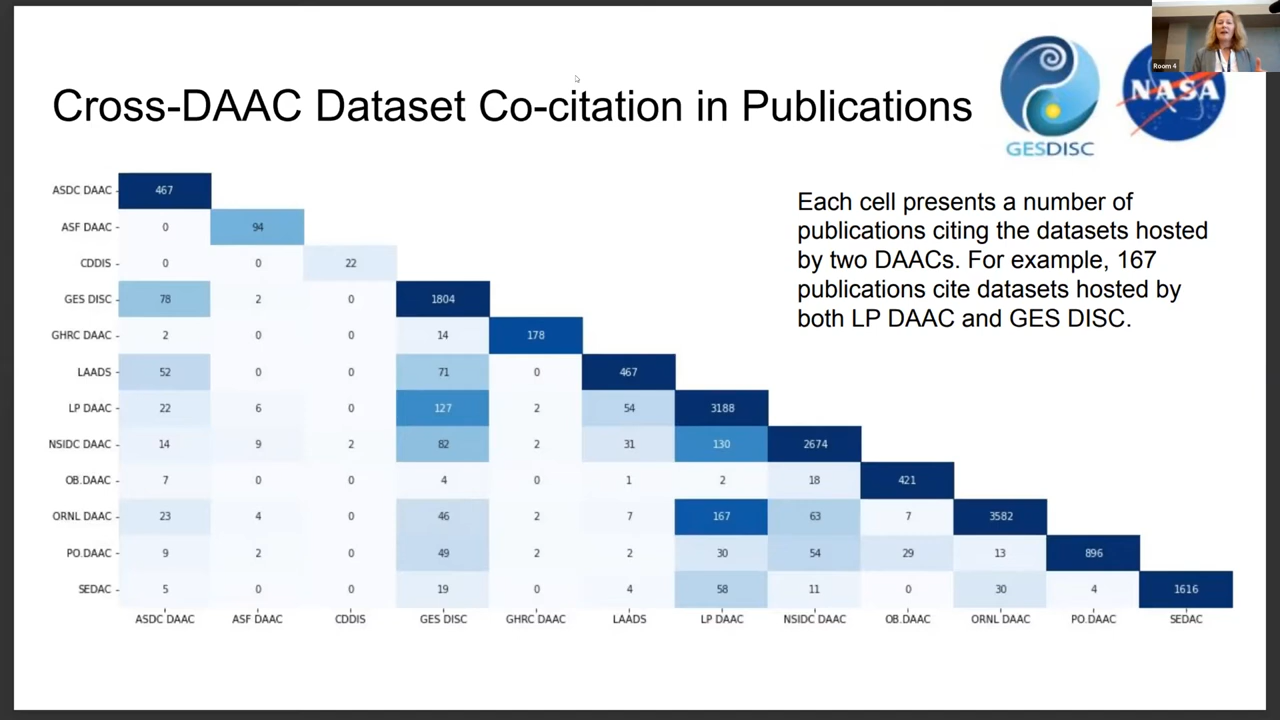 Room 4
Cross-DAAC Dataset Co-citation in Publications
GESDISC
NASA
Each cell presents a number of
publications citing the datasets hosted
by two DAACs. For example, 167
publications cite datasets hosted by
both LP DAAC and GES DISC.
ASDC DAAC 467
ASF DAAC 0 94
CDDIS 0 0 22
GES DISC 78 2 0 1804
GHRC DAAC 2 0 0 14 178
LAADS 52 0 0 71 0 467
LP DAAC 22 6 0 127 2 54 3188
NSIDC DAAC 14 9 2 82 2 31 130 2674
OB.DAAC 7 0 0 4 0 1 2 18 421
ORNL DAAC 23 4 0 46 2 7 167 63 7 3582
PO.DAAC 9 2 0 49 2 2 30 54 29 13 896
SEDAC 5 0 0 19 0 4 58 11 0 30 4 1616
ASDC DAAC ASF DAAC CDDIS GES DISC GHRC DAAC LAADS LP DAAC NSIDC DAAC OB.DAAC ORNL DAAC PO.DAAC SEDAC